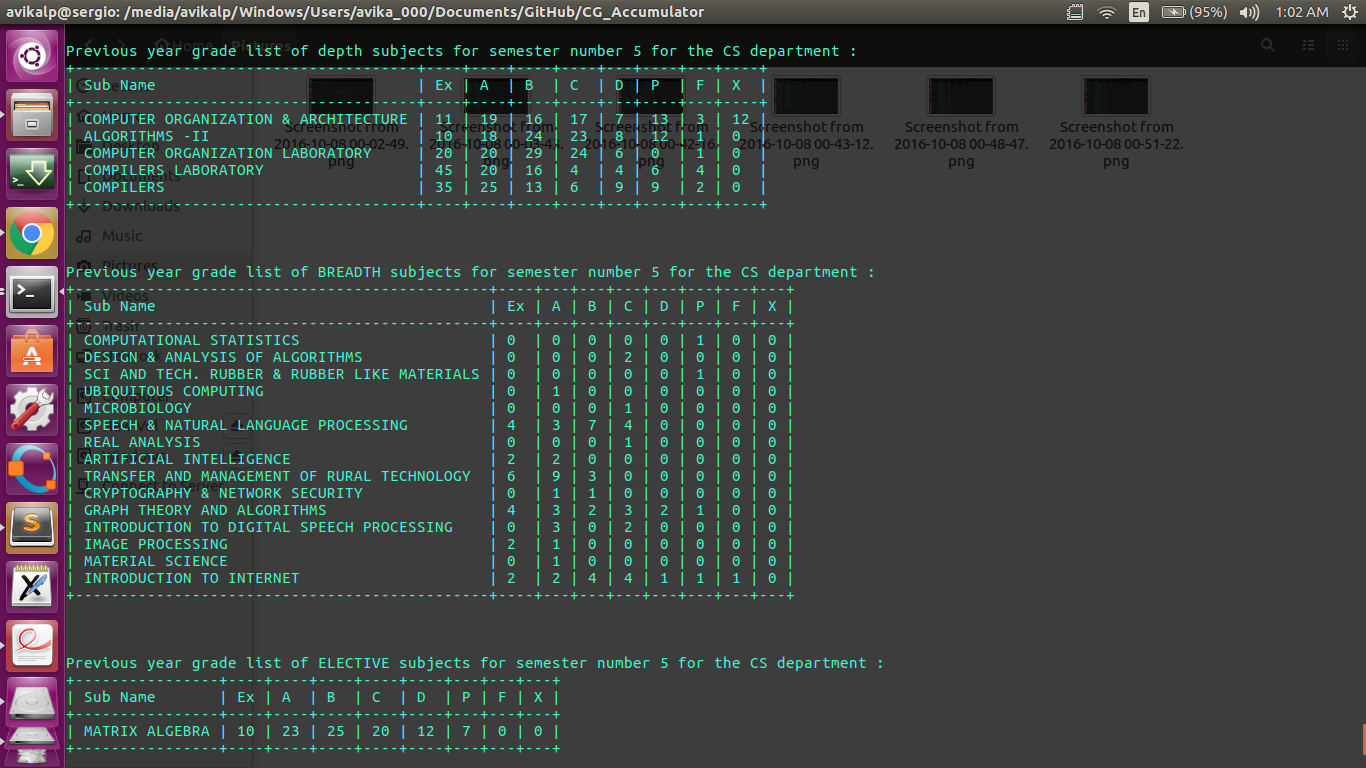 avikalp@sergio: /media/avikalp/Windows/Users/avika_000/Documents/GitHub/CG_Accumulator En (95%) 1:02 AM
Previous year grade list of depth subjects for semester number 5 for the CS department :
+---------------------------------------+----+----+----+----+---+----+---+----+
| Sub Name | Ex | A | B | C | D | P | F | X |
+---------------------------------------+----+----+----+----+---+----+---+----+
| COMPUTER ORGANIZATION & ARCHITECTURE | 11 | 19 | 16 | 17 | 7 | 13 | 3 | 12 |
| ALGORITHMS -II | 10 | 18 | 24 | 23 | 8 | 12 | 1 | 0 |
| COMPUTER ORGANIZATION LABORATORY | 20 | 20 | 29 | 24 | 6 | 0 | 1 | 0 |
| COMPILERS LABORATORY | 45 | 20 | 16 | 4 | 4 | 6 | 4 | 0 |
| COMPILERS | 35 | 25 | 13 | 6 | 9 | 9 | 2 | 0 |
+---------------------------------------+----+----+----+----+---+----+---+----+
Previous year grade list of BREADTH subjects for semester number 5 for the CS department :
+----------------------------------------------+----+---+---+---+---+---+---+---+
| Sub Name | Ex | A | B | C | D | P | F | X |
+----------------------------------------------+----+---+---+---+---+---+---+---+
| COMPUTATIONAL STATISTICS | 0 | 0 | 0 | 0 | 0 | 1 | 0 | 0 |
| DESIGN & ANALYSIS OF ALGORITHMS | 0 | 0 | 0 | 2 | 0 | 0 | 0 | 0 |
| SCI AND TECH. RUBBER & RUBBER LIKE MATERIALS | 0 | 0 | 0 | 0 | 0 | 1 | 0 | 0 |
| UBIQUITOUS COMPUTING | 0 | 1 | 0 | 0 | 0 | 0 | 0 | 0 |
| MICROBIOLOGY | 0 | 0 | 0 | 1 | 0 | 0 | 0 | 0 |
| SPEECH & NATURAL LANGUAGE PROCESSING | 4 | 3 | 7 | 4 | 0 | 0 | 0 | 0 |
| REAL ANALYSIS | 0 | 0 | 0 | 1 | 0 | 0 | 0 | 0 |
| ARTIFICIAL INTELLIGENCE | 2 | 2 | 0 | 0 | 0 | 0 | 0 | 0 |
| TRANSFER AND MANAGEMENT OF RURAL TECHNOLOGY | 6 | 9 | 3 | 0 | 0 | 0 | 0 | 0 |
| CRYPTOGRAPHY & NETWORK SECURITY | 0 | 1 | 1 | 0 | 0 | 0 | 0 | 0 |
| GRAPH THEORY AND ALGORITHMS | 4 | 3 | 2 | 3 | 2 | 1 | 0 | 0 |
| INTRODUCTION TO DIGITAL SPEECH PROCESSING | 0 | 3 | 0 | 2 | 0 | 0 | 0 | 0 |
| IMAGE PROCESSING | 2 | 1 | 0 | 0 | 0 | 0 | 0 | 0 |
| MATERIAL SCIENCE | 0 | 1 | 0 | 0 | 0 | 0 | 0 | 0 |
| INTRODUCTION TO INTERNET | 2 | 2 | 4 | 4 | 1 | 1 | 1 | 0 |
+----------------------------------------------+----+---+---+---+---+---+---+---+
Previous year grade list of ELECTIVE subjects for semester number 5 for the CS department :
+----------------+----+----+----+----+----+---+---+---+
| Sub Name | Ex | A | B | C | D | P | F | X |
+----------------+----+----+----+----+----+---+---+---+
| MATRIX ALGEBRA | 10 | 23 | 25 | 20 | 12 | 7 | 0 | 0 |
+----------------+----+----+----+----+----+---+---+---+
Home Pictures
Documents
Downloads
Music
Pictures
Videos
Trash
Screenshot from
2016-10-08 00-02-49.
png
Screenshot from
png
Screenshot from
png
Screenshot from
2016-10-08 00-43-12.
png
Screenshot from
2016-10-08 00-48-47.
png
Screenshot from
2016-10-08 00-51-22.
png